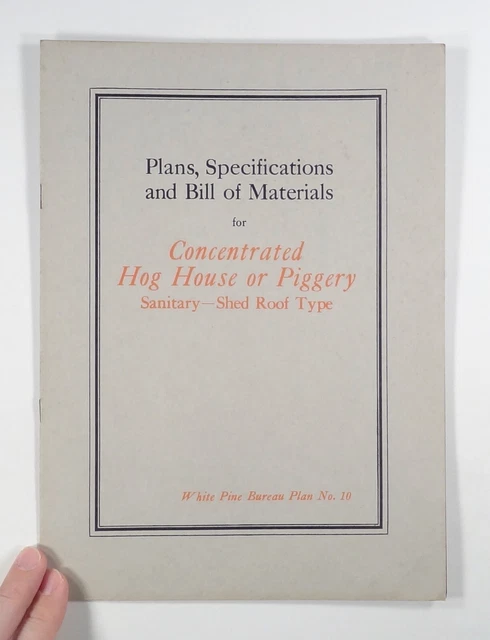 Plans, Specifications
and Bill of Materials
for
Concentrated
Hog House or Piggery
Sanitary—Shed Roof Type
White Pine Bureau Plan No. 10